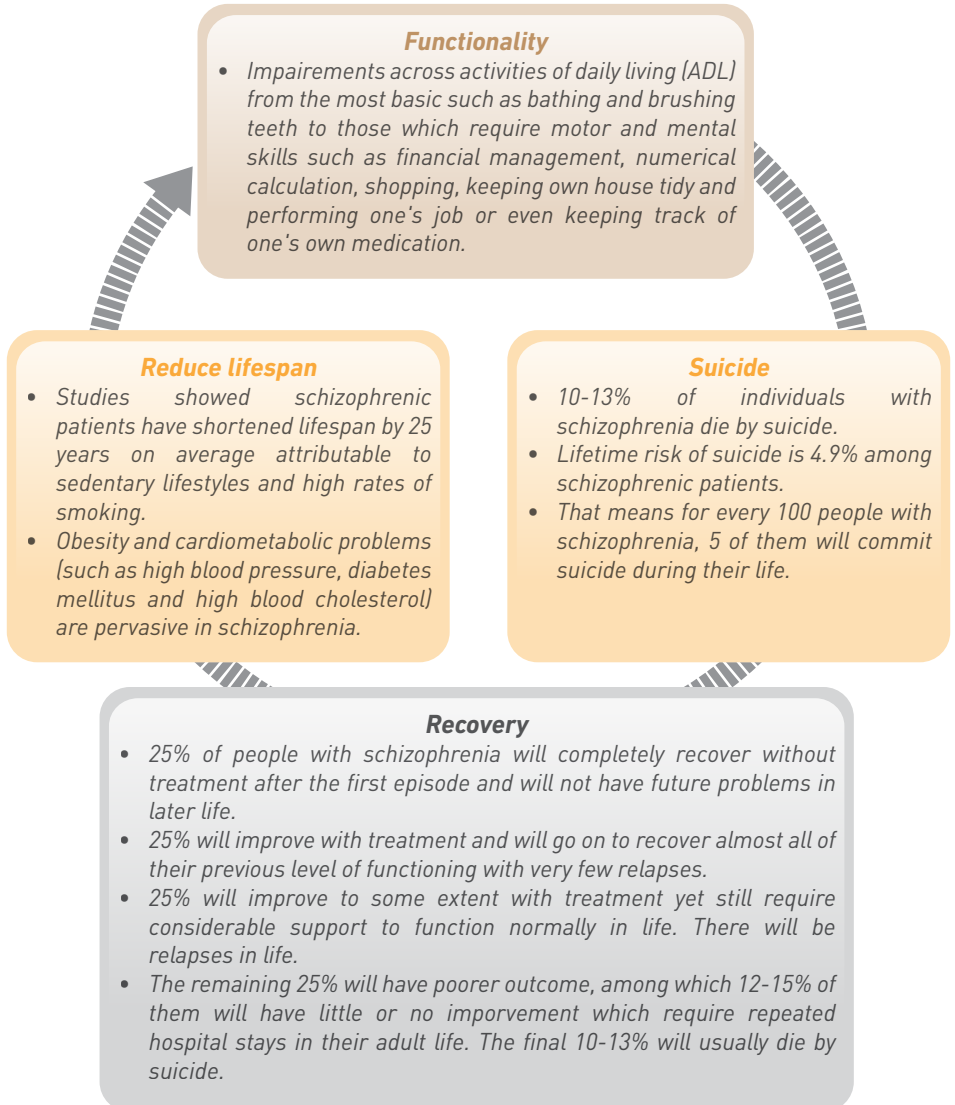 Functionality
• Impairements across activities of daily living (ADL)
from the most basic such as bathing and brushing
teeth to those which require motor and mental
skills such as financial management, numerical
calculation, shopping, keeping own house tidy and
performing one's job or even keeping track of
one's own medication.
Reduce lifespan
• Studies showed schizophrenic
patients have shortened lifespan by 25
years on average attributable to
sedentary lifestyles and high rates of
smoking.
• Obesity and cardiometabolic problems
(such as high blood pressure, diabetes
mellitus and high blood cholesterol)
are pervasive in schizophrenia.
Suicide
• 10-13% of individuals with
schizophrenia die by suicide.
• Lifetime risk of suicide is 4.9% among
schizophrenic patients.
• That means for every 100 people with
schizophrenia, 5 of them will commit
suicide during their life.
Recovery
• 25% of people with schizophrenia will completely recover without
treatment after the first episode and will not have future problems in
later life.
• 25% will improve with treatment and will go on to recover almost all of
their previous level of functioning with very few relapses.
• 25% will improve to some extent with treatment yet still require
considerable support to function normally in life. There will be
relapses in life.
• The remaining 25% will have poorer outcome, among which 12-15% of
them will have little or no imporvement which require repeated
hospital stays in their adult life. The final 10-13% will usually die by
suicide.